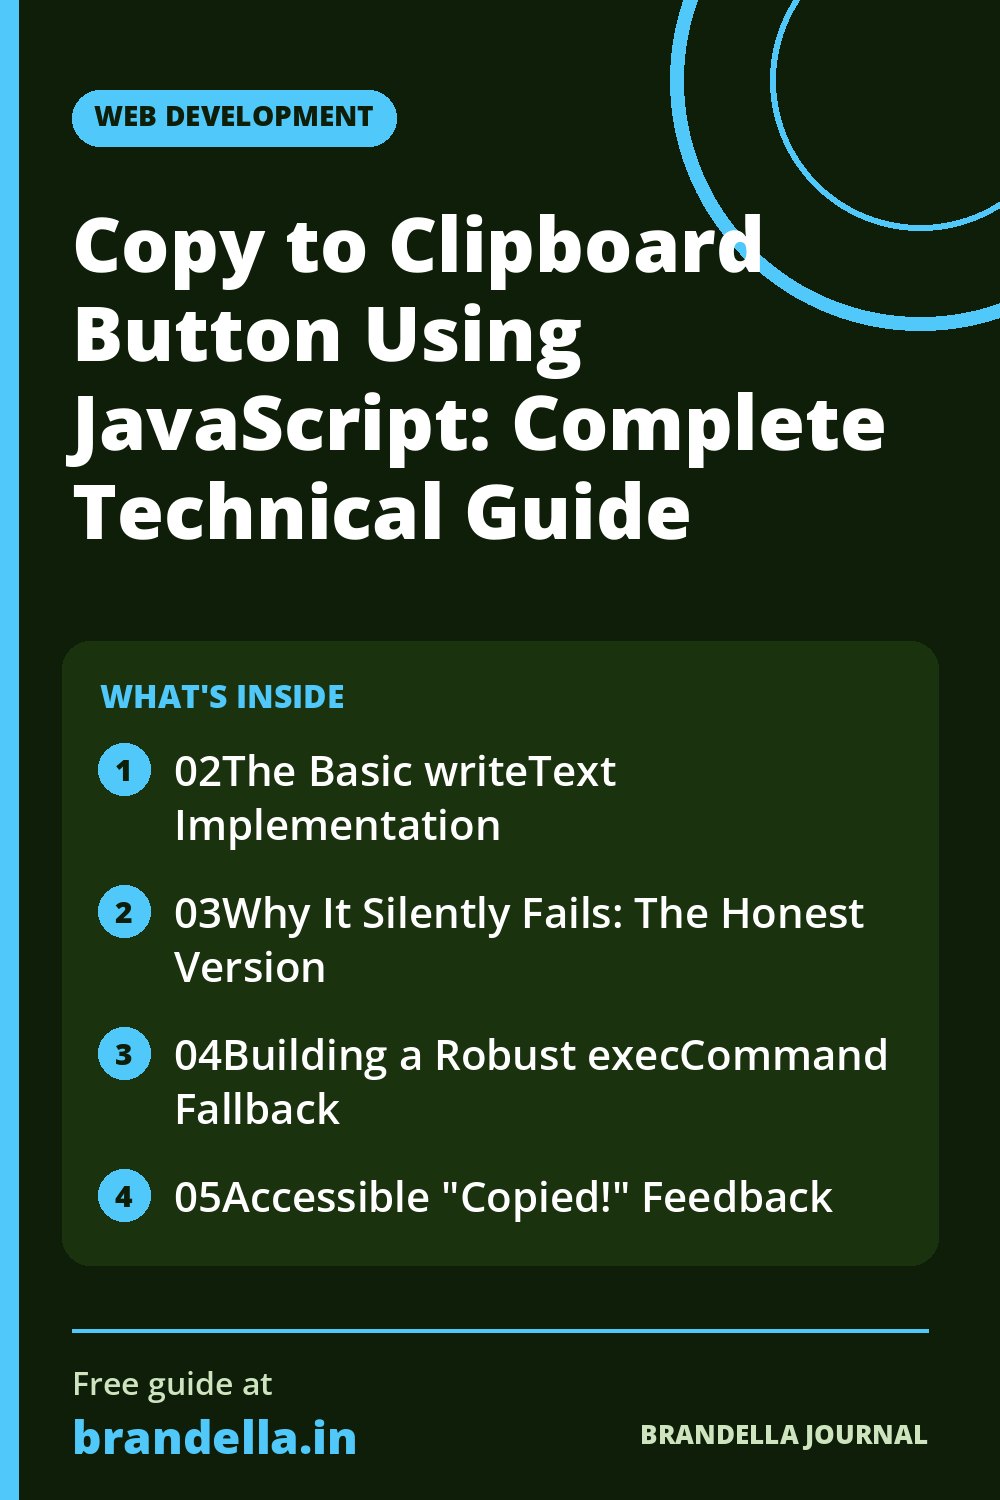 WEB DEVELOPMENT
Copy to Clipboard
Button Using
JavaScript: Complete
Technical Guide
WHAT'S INSIDE
1 02The Basic writeText
Implementation
2 03Why It Silently Fails: The Honest
Version
3 04Building a Robust execCommand
Fallback
4 05Accessible "Copied!" Feedback
Free guide at
brandella.in
BRANDELLA JOURNAL